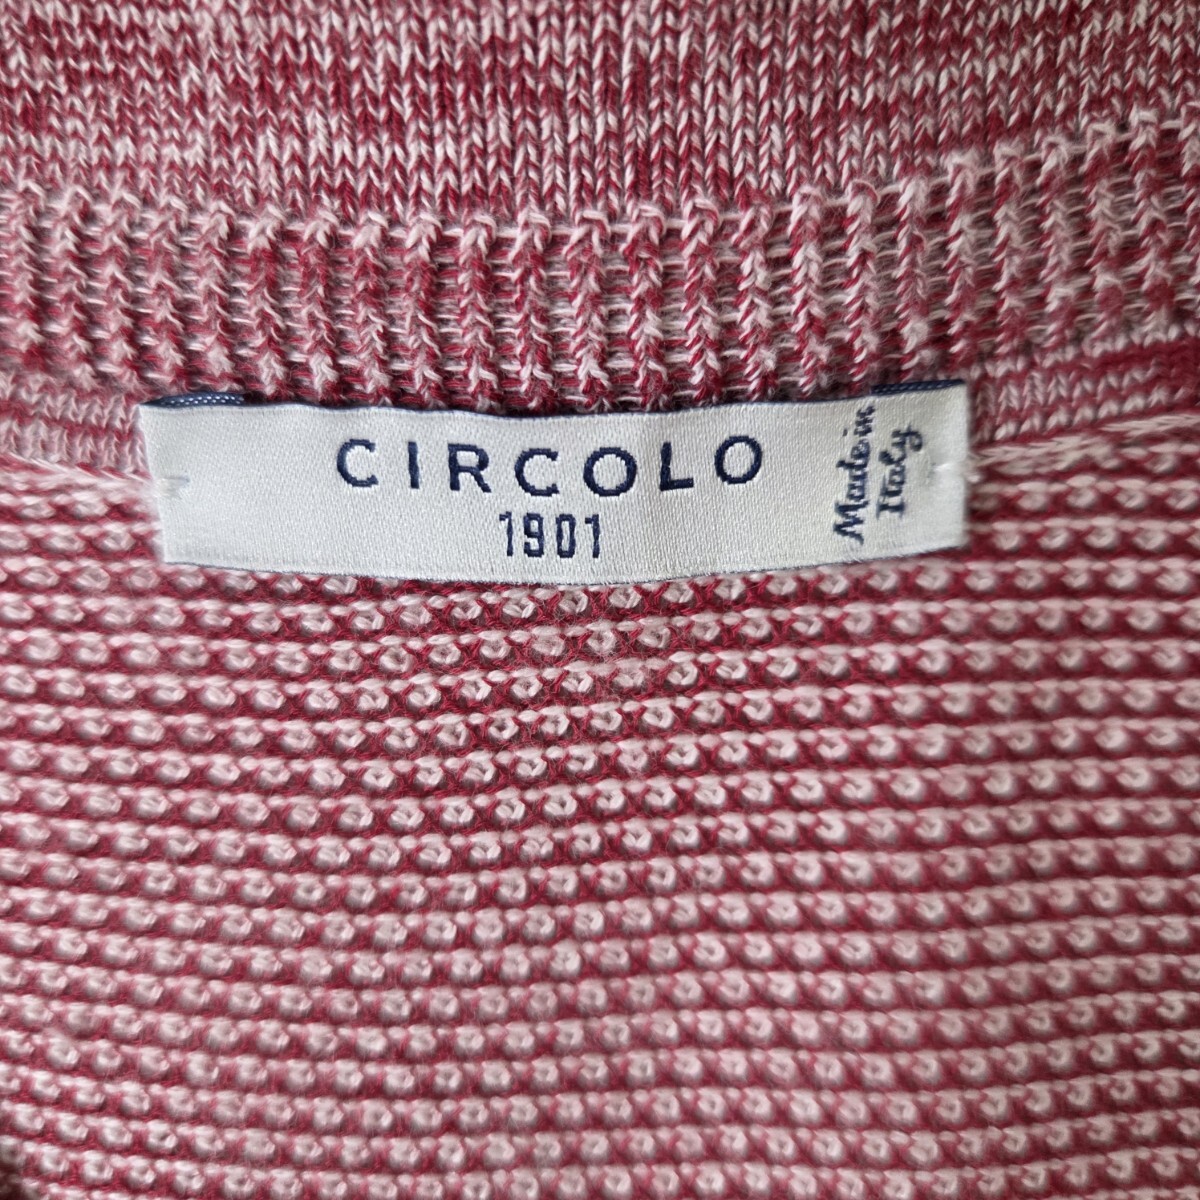 CIRCOLO
1901
Made in
Italy